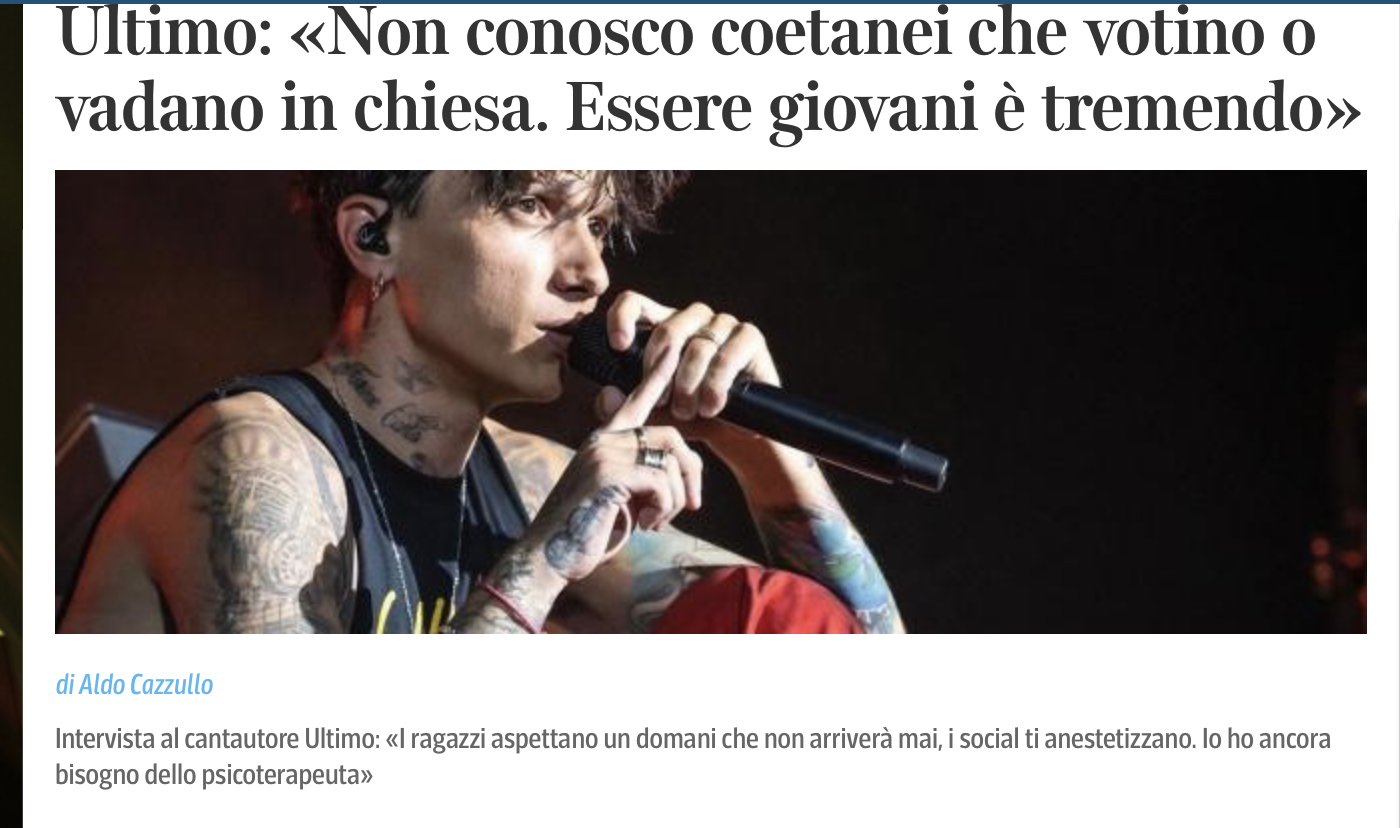 Ultimo: «Non conosco coetanei che votino o
vadano in chiesa. Essere giovani è tremendo»
di Aldo Cazzullo
Intervista al cantautore Ultimo: «I ragazzi aspettano un domani che non arriverà mai, i social ti anestetizzano. Io ho ancora
bisogno dello psicoterapeuta»